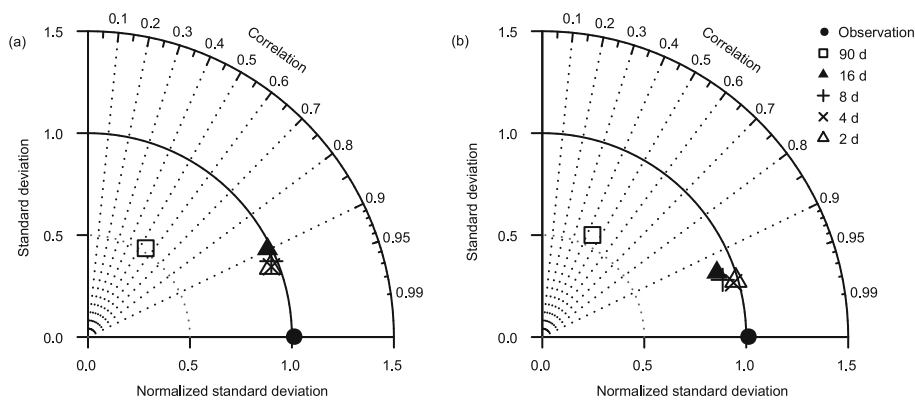 (a)
1.5
1.0
0.5
0.0
Standard deviation
0.0
0.5
1.0
1.5
Normalized standard deviation
0.1
0.2
0.3
0.4
0.5
0.6
0.7
0.8
0.9
0.95
0.99
Correlation
(b)
1.5
1.0
0.5
0.0
Standard deviation
0.0
0.5
1.0
1.5
Normalized standard deviation
0.1
0.2
0.3
0.4
0.5
0.6
0.7
0.8
0.9
0.95
0.99
Correlation
Observation
90 d
16 d
8 d
4 d
2 d